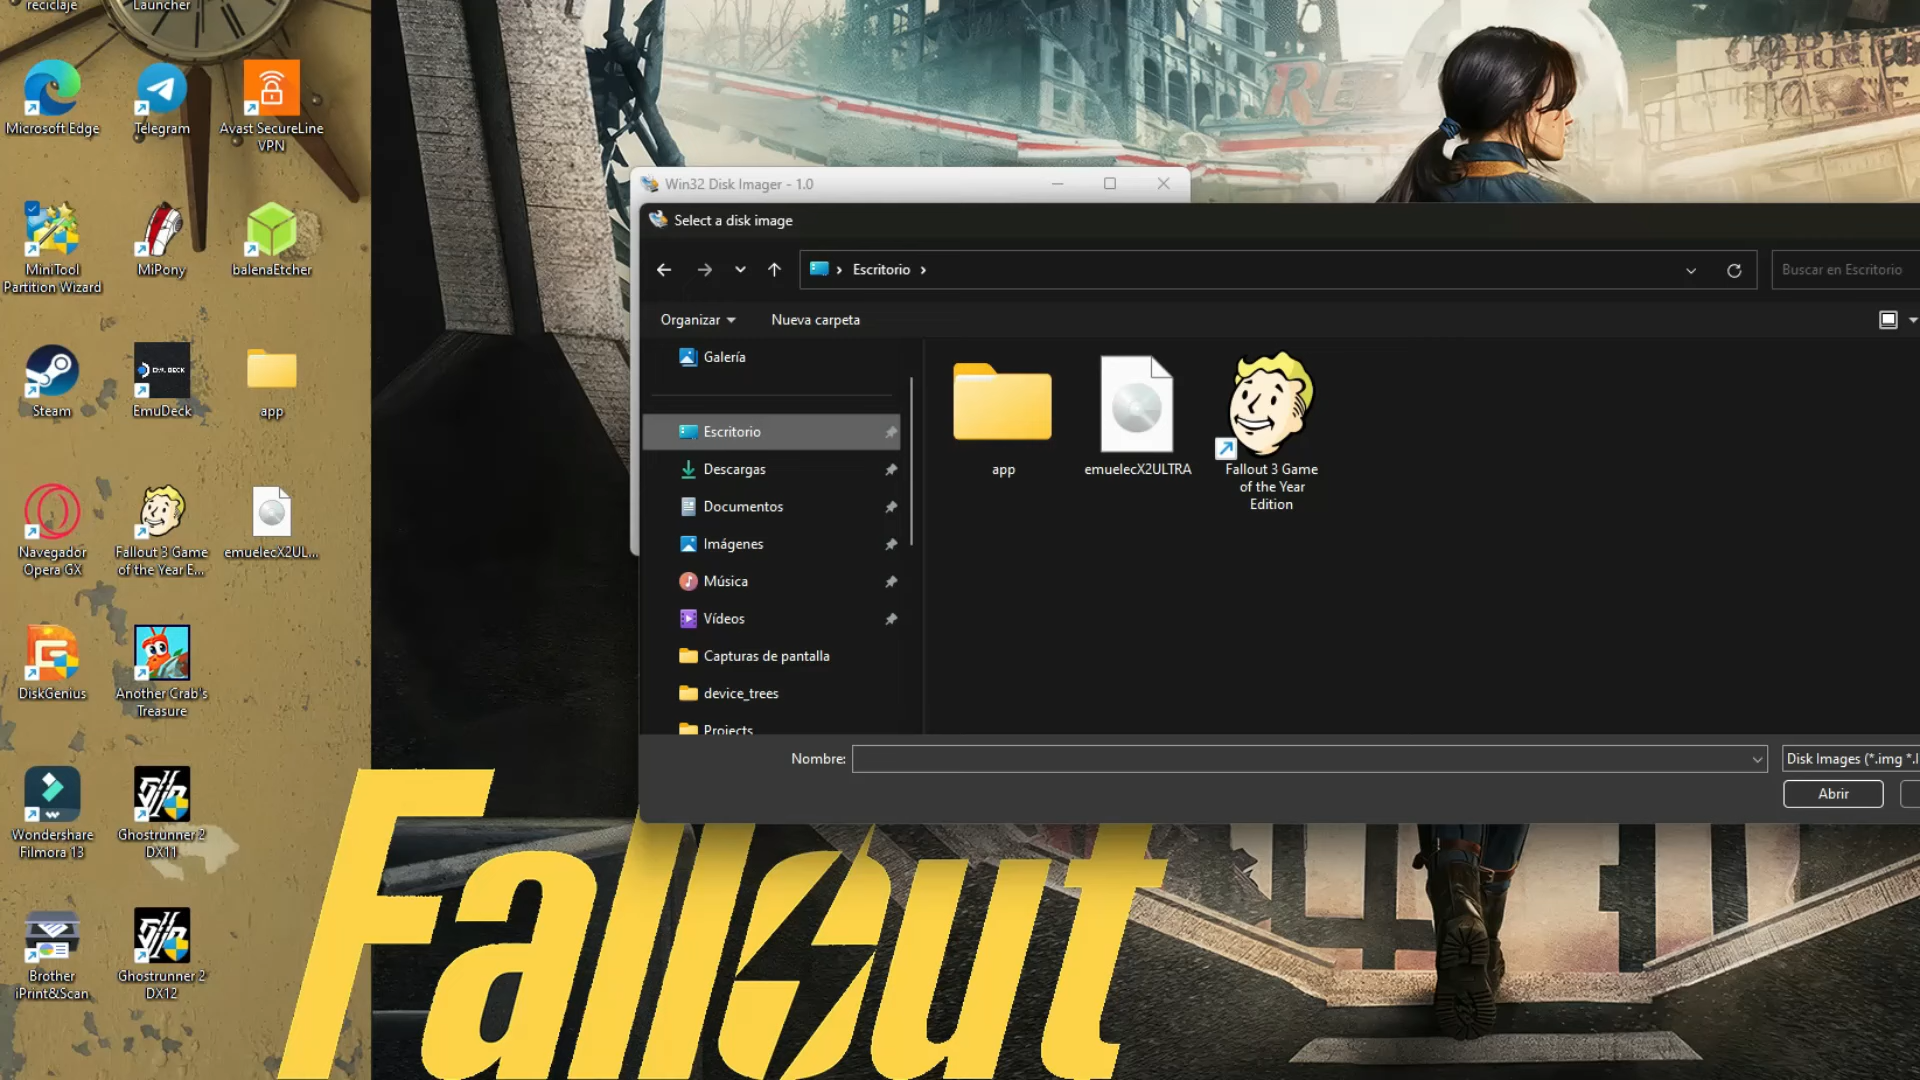 reciclaje
Launcher
Microsoft Edge
Telegram
Avast SecureLine
VPN
MiniTool
Partition Wizard
MiPony
balenaEtcher
Steam
EMUDECK
EmuDeck
app
Navegador
Opera GX
Fallout 3 Game
of the Year E...
emuelecX2UL...
DiskGenius
Another Crab's
Treasure
Wondershare
Filmora 13
Ghostrunner 2
DX11
Brother
iPrint&Scan
Ghostrunner 2
DX12
Win32 Disk Imager - 1.0
Select a disk image
Escritorio
Buscar en Escritorio
Organizar
Nueva carpeta
Galería
Escritorio
Descargas
Documentos
Imágenes
Música
Vídeos
Capturas de pantalla
device_trees
Projects
app
emuelecX2ULTRA
Fallout 3 Game
of the Year
Edition
Nombre:
Disk Images (*.img *.I
Abrir
Fallout